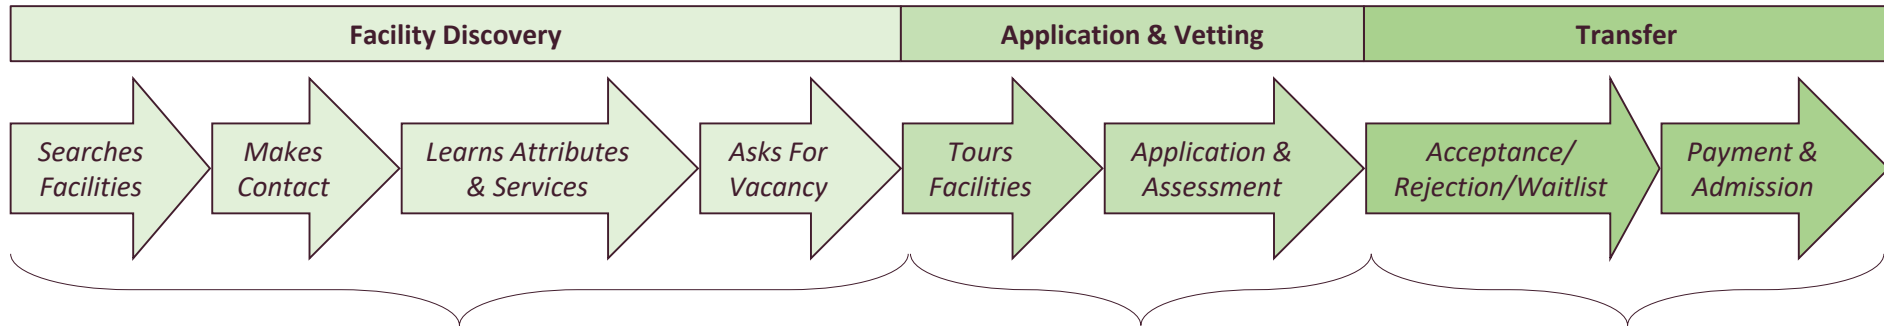 Facility Discovery
Application & Vetting
Transfer
Searches
Facilities
Makes
Contact
Learns Attributes
& Services
Asks For
Vacancy
Tours
Facilities
Application &
Assessment
Acceptance/
Rejection/Waitlist
Payment &
Admission